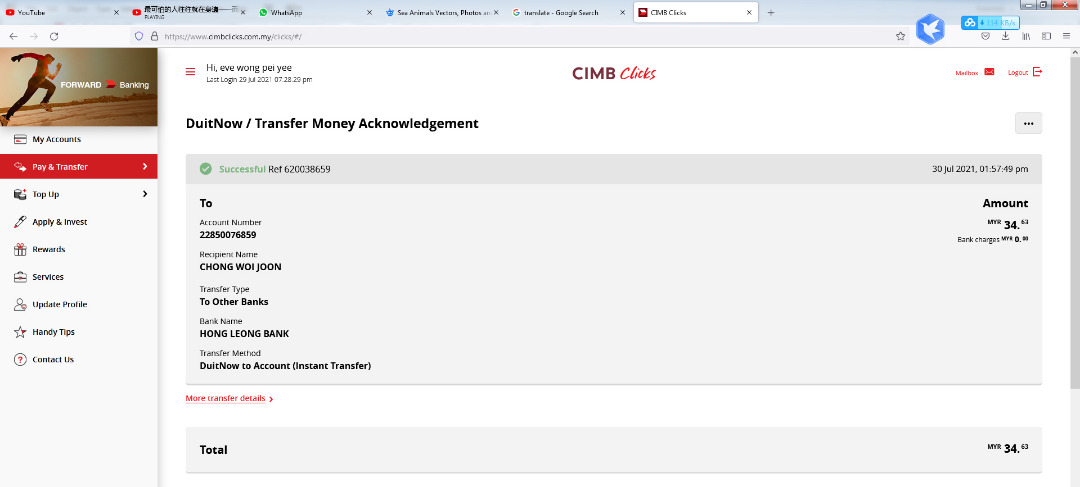 YouTube
最可怕的人往往就在身邊
PLAYING
WhatsApp
Sea Animals Vectors, Photos an
translate - Google Search
CIMB Clicks
https://www.cimbclicks.com.my/clicks/#/
114 KB/s
FORWARD Banking
Hi, eve wong pei yee
Last Login 29 Jul 2021 07:28:29 pm
CIMB Clicks
Mailbox
Logout
My Accounts
Pay & Transfer
Top Up
Apply & Invest
Rewards
Services
Update Profile
Handy Tips
Contact Us
DuitNow / Transfer Money Acknowledgement
Successful Ref 620038659
30 Jul 2021, 01:57:49 pm
To
Amount
Account Number
MYR 34.63
22850076859
Bank charges MYR 0.00
Recipient Name
CHONG WOI JOON
Transfer Type
To Other Banks
Bank Name
HONG LEONG BANK
Transfer Method
DuitNow to Account (Instant Transfer)
More transfer details
Total
MYR 34.63